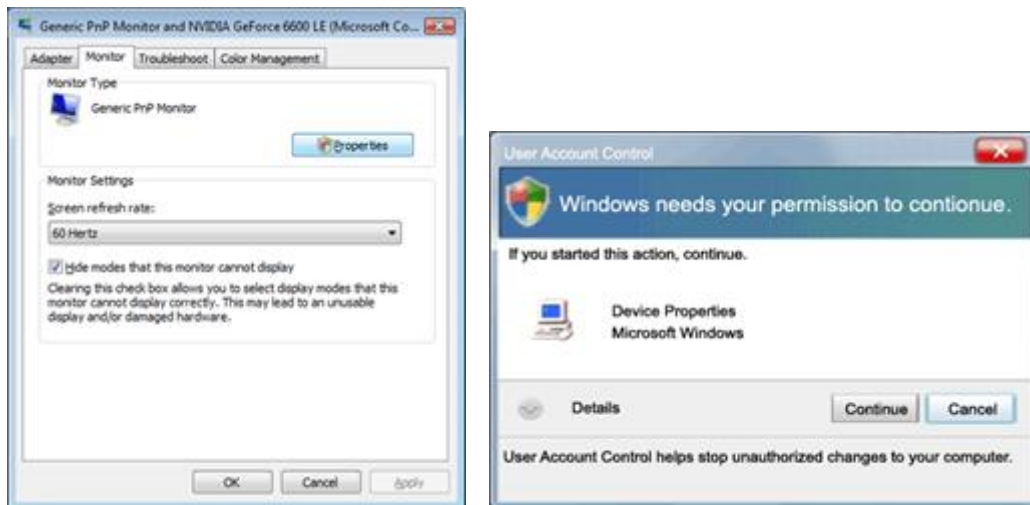 Generic PnP Monitor and NVIDIA GeForce 6600 LE (Microsoft Co...
Adapter Monitor Troubleshoot Color Management
Monitor Type
Generic PnP Monitor
Properties
Monitor Settings
Screen refresh rate:
60 Hertz
Hide modes that this monitor cannot display
Clearing this check box allows you to select display modes that this
monitor cannot display correctly. This may lead to an unusable
display and/or damaged hardware.
OK Cancel Apply
User Account Control
Windows needs your permission to contionue.
If you started this action, continue.
Device Properties
Microsoft Windows
Details Continue Cancel
User Account Control helps stop unauthorized changes to your computer.